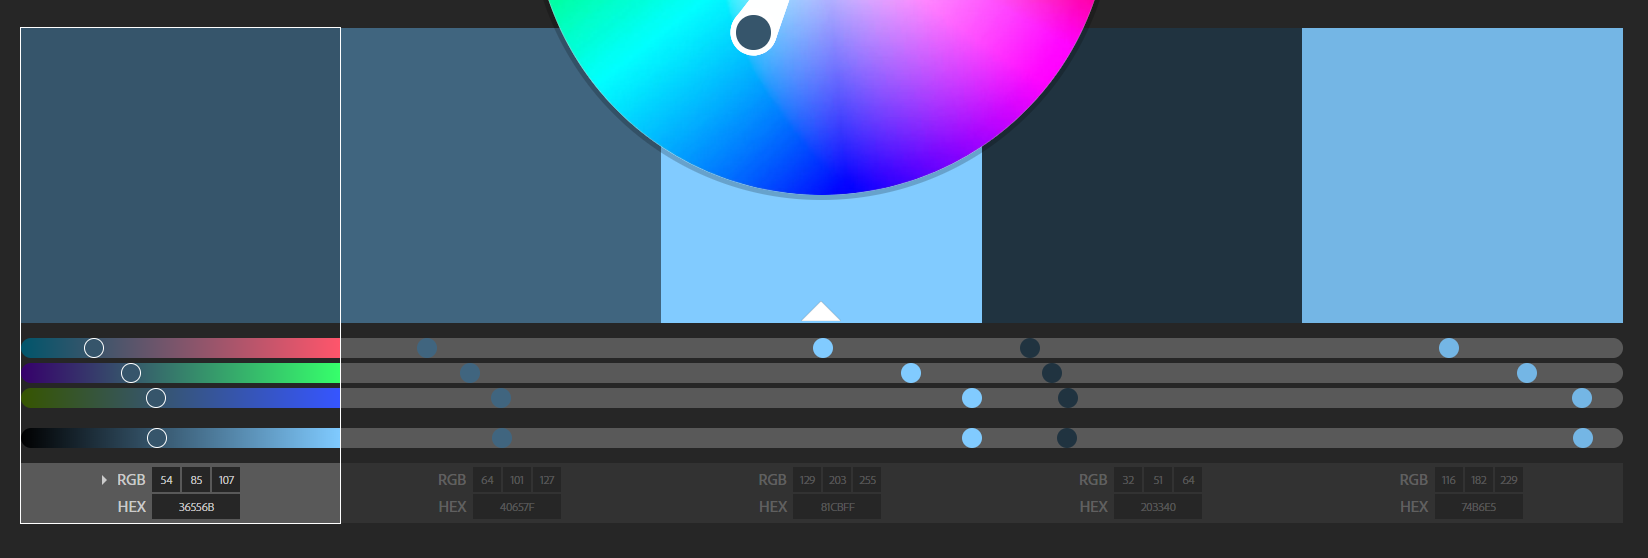 RGB 54 85 107
HEX 36556B
RGB 64 101 127
HEX 40657F
RGB 129 203 255
HEX 81CBFF
RGB 32 51 64
HEX 203340
RGB 116 182 229
HEX 74B6E5